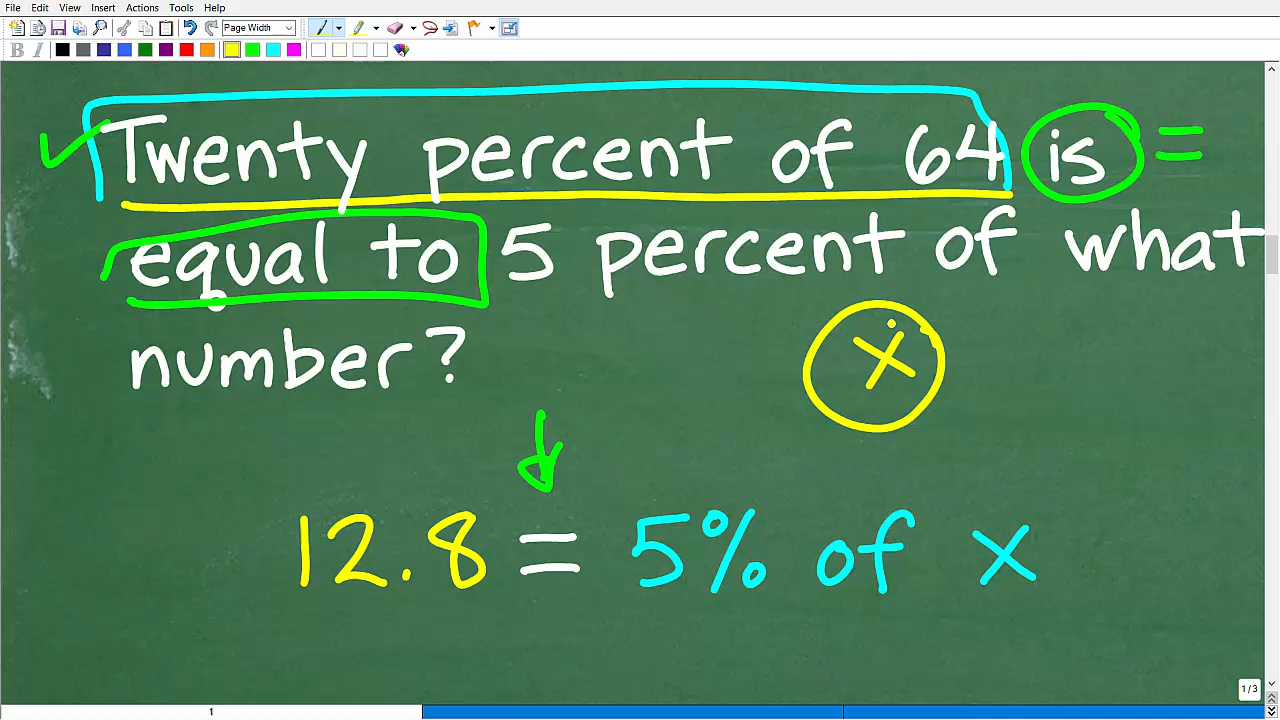 File Edit View Insert Actions Tools Help
Page Width
B I
Twenty percent of 64 is =
equal to 5 percent of what
number?
x
12.8 = 5% of x
1/3
1